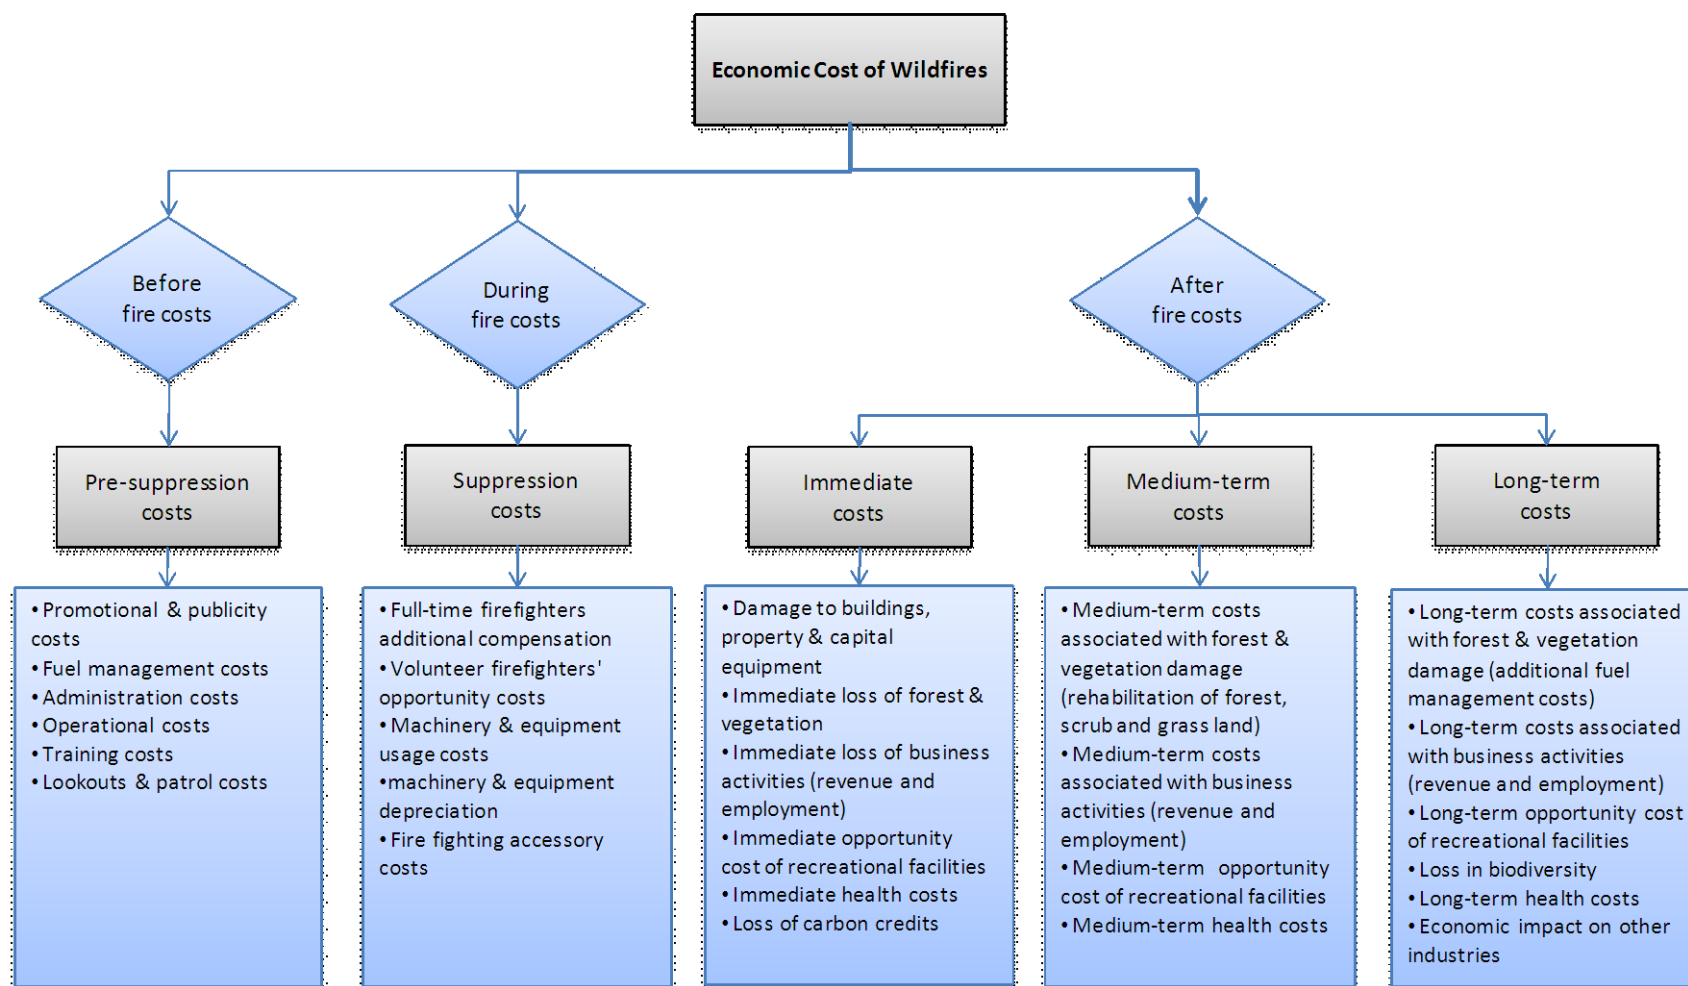 Economic Cost of Wildfires
Before
fire costs
During
fire costs
After
fire costs
Pre-suppression
costs
Suppression
costs
Immediate
costs
Medium-term
costs
Long-term
costs
• Promotional & publicity
costs
• Fuel management costs
• Administration costs
• Operational costs
• Training costs
• Lookouts & patrol costs
• Full-time firefighters
additional compensation
• Volunteer firefighters'
opportunity costs
• Machinery & equipment
usage costs
• machinery & equipment
depreciation
• Fire fighting accessory
costs
• Damage to buildings,
property & capital
equipment
• Immediate loss of forest &
vegetation
• Immediate loss of business
activities (revenue and
employment)
• Immediate opportunity
cost of recreational facilities
• Immediate health costs
• Loss of carbon credits
• Medium-term costs
associated with forest &
vegetation damage
(rehabilitation of forest,
scrub and grass land)
• Medium-term costs
associated with business
activities (revenue and
employment)
• Medium-term opportunity
cost of recreational facilities
• Medium-term health costs
• Long-term costs associated
with forest & vegetation
damage (additional fuel
management costs)
• Long-term costs associated
with business activities
(revenue and employment)
• Long-term opportunity cost
of recreational facilities
• Loss in biodiversity
• Long-term health costs
• Economic impact on other
industries